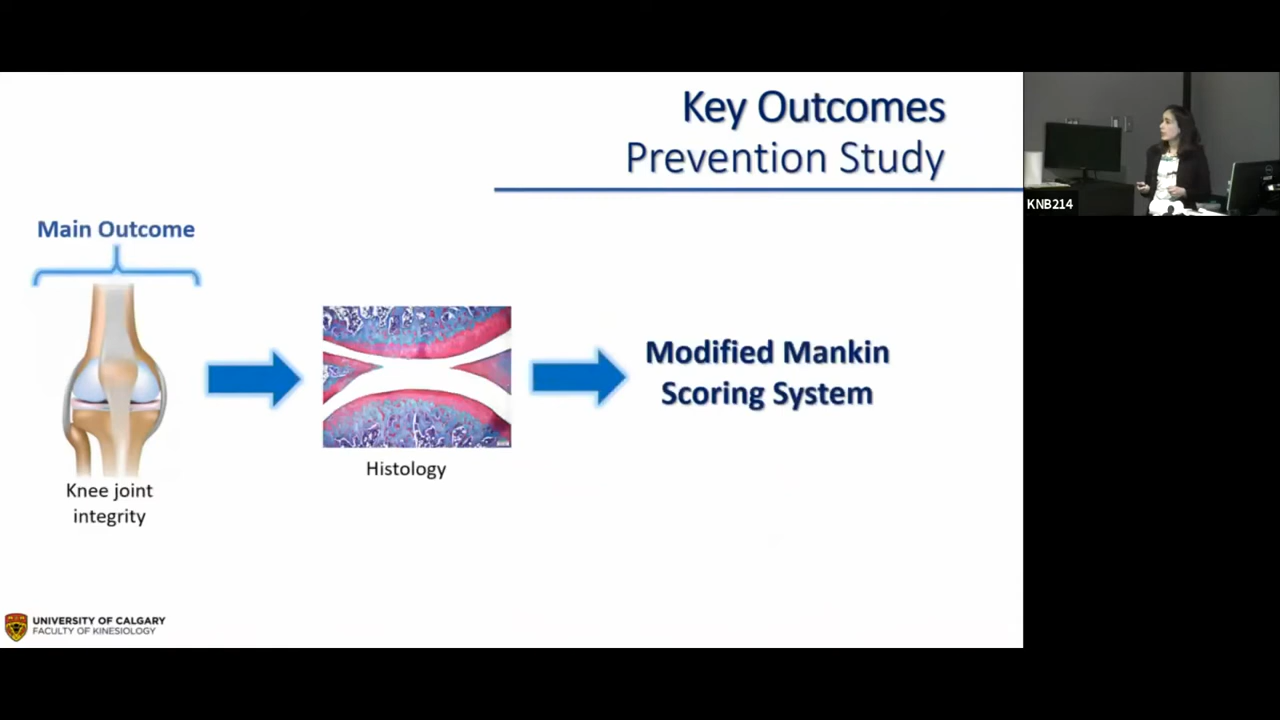 Key Outcomes
Prevention Study
KNB214
Main Outcome
Modified Mankin
Scoring System
Histology
Knee joint
integrity
UNIVERSITY OF CALGARY
FACULTY OF KINESIOLOGY